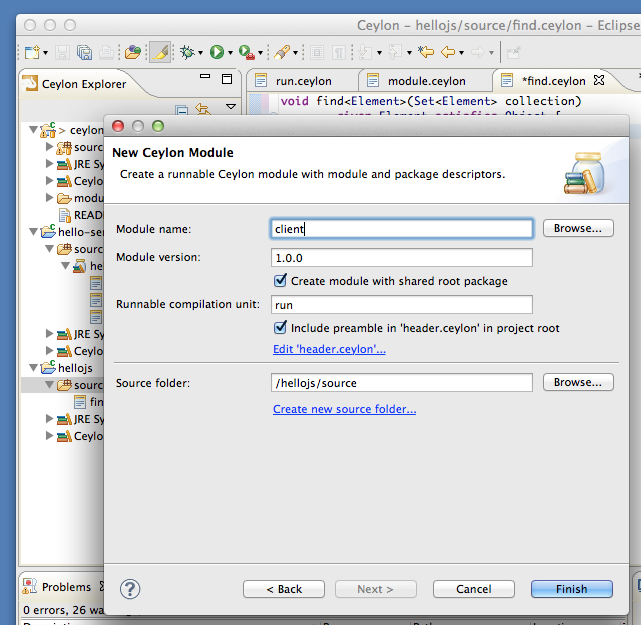 Ceylon – hellojs/source/find.ceylon – Eclipse
Ceylon Explorer
run.ceylon
module.ceylon
*find.ceylon
void find<Element>(Set<Element> collection)
given Element satisfies Object {
> ceylon
sourc
JRE Sy
Ceylo
modu
READ
hello-se
sourc
he
JRE Sy
Ceylo
hellojs
sourc
fin
JRE Sy
Ceylo
New Ceylon Module
Create a runnable Ceylon module with module and package descriptors.
Module name:
client
Browse...
Module version:
1.0.0
Create module with shared root package
Runnable compilation unit:
run
Include preamble in 'header.ceylon' in project root
Edit 'header.ceylon'...
Source folder:
/hellojs/source
Browse...
Create new source folder...
?
< Back
Next >
Cancel
Finish
Problems
0 errors, 26 wa